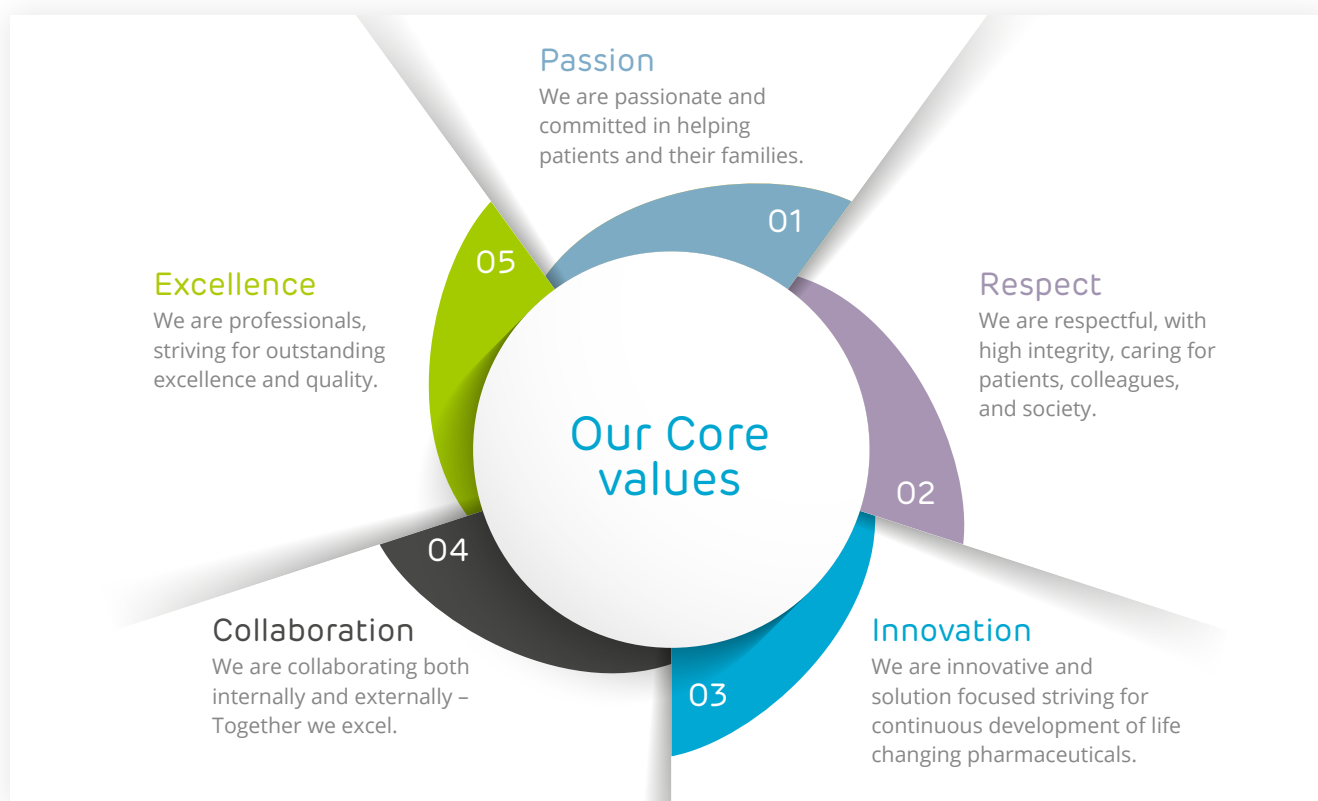 Our Core
values
01
Passion
We are passionate and
committed in helping
patients and their families.
02
Respect
We are respectful, with
high integrity, caring for
patients, colleagues,
and society.
03
Innovation
We are innovative and
solution focused striving for
continuous development of life
changing pharmaceuticals.
04
Collaboration
We are collaborating both
internally and externally –
Together we excel.
05
Excellence
We are professionals,
striving for outstanding
excellence and quality.